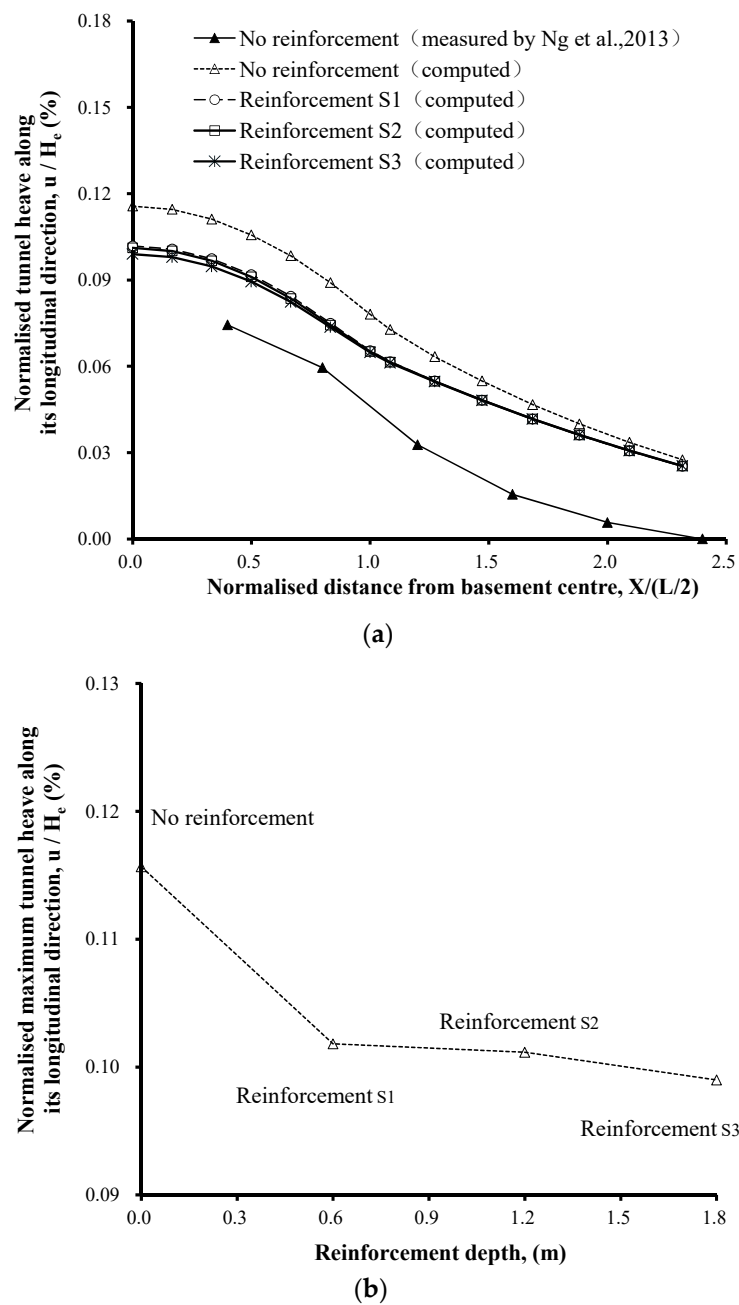 0.18
0.15
0.12
0.09
0.06
0.03
0.00
Normalised tunnel heave along
its longitudinal direction, u / He (%)
No reinforcement（measured by Ng et al.,2013）
No reinforcement（computed）
Reinforcement S1（computed）
Reinforcement S2（computed）
Reinforcement S3（computed）
0.0 0.5 1.0 1.5 2.0 2.5
Normalised distance from basement centre, X/(L/2)
(a)
0.13
0.12
0.11
0.10
0.09
Normalised maximum tunnel heave along
its longitudinal direction, u / He (%)
No reinforcement
Reinforcement S2
Reinforcement S1
Reinforcement S3
0.0 0.3 0.6 0.9 1.2 1.5 1.8
Reinforcement depth, (m)
(b)